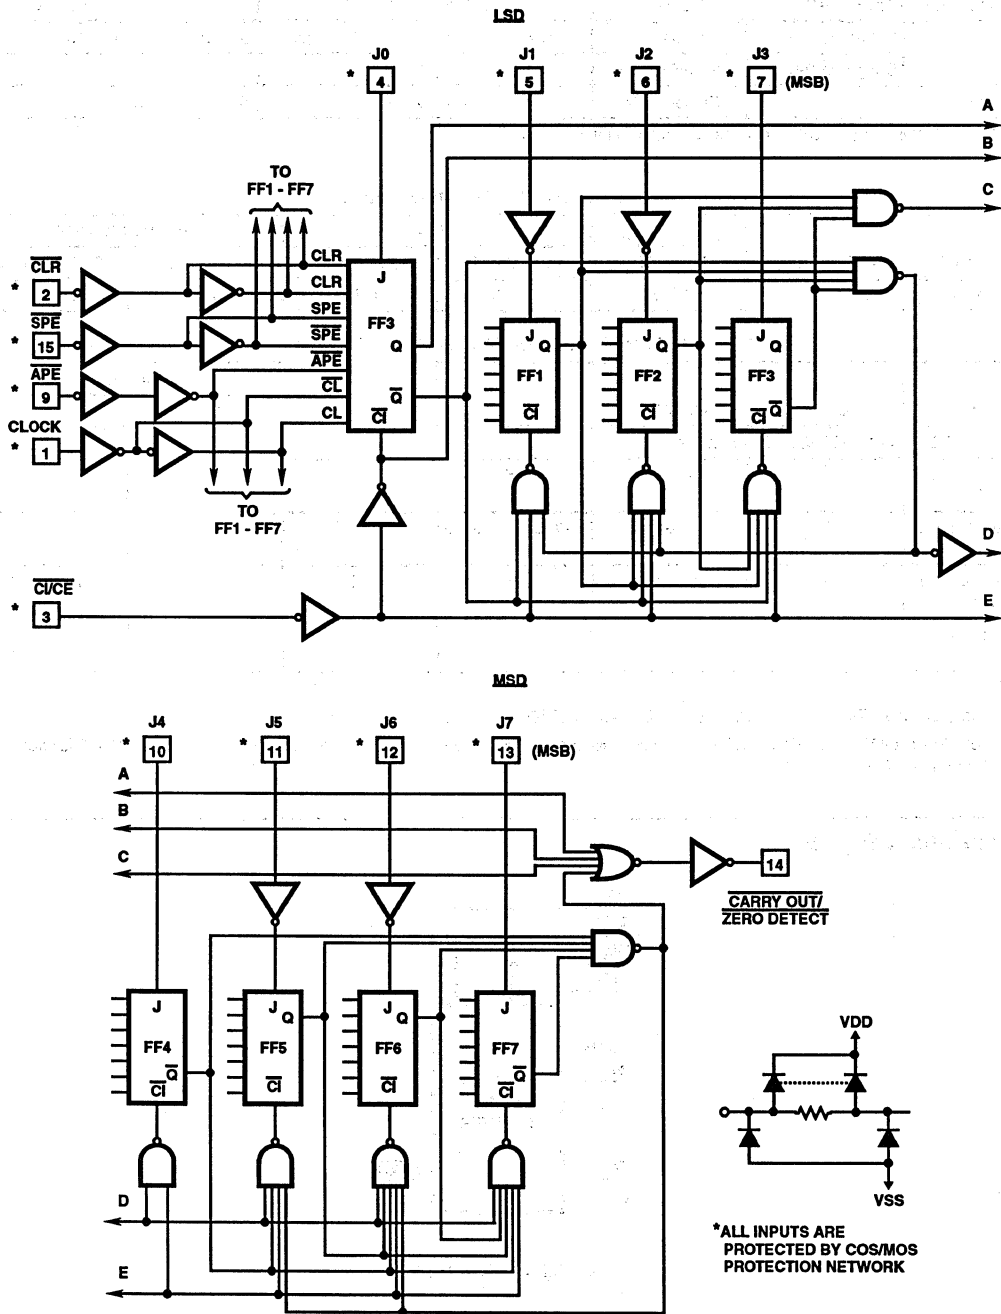 LSD
J0 J1 J2 J3
* 4 * 5 * 6 * 7 (MSB)
A
B
C
TO
FF1 - FF7
CLR
* 2
SPE
* 15
APE
* 9
CLOCK
* 1
CLR
CLR
SPE
SPE
APE
CL
CL
J
FF3
Q
Q
CI
J
Q
FF1
CI
J
Q
FF2
CI
J
FF3
Q
CI
TO
FF1 - FF7
D
CI/CE
* 3
E
MSD
J4 J5 J6 J7
* 10 * 11 * 12 * 13 (MSB)
A
B
C
14
CARRY OUT/
ZERO DETECT
J
FF4
Q
CI
J
Q
FF5
CI
J
Q
FF6
CI
J
FF7
Q
CI
D
E
VDD
VSS
*ALL INPUTS ARE
PROTECTED BY COS/MOS
PROTECTION NETWORK